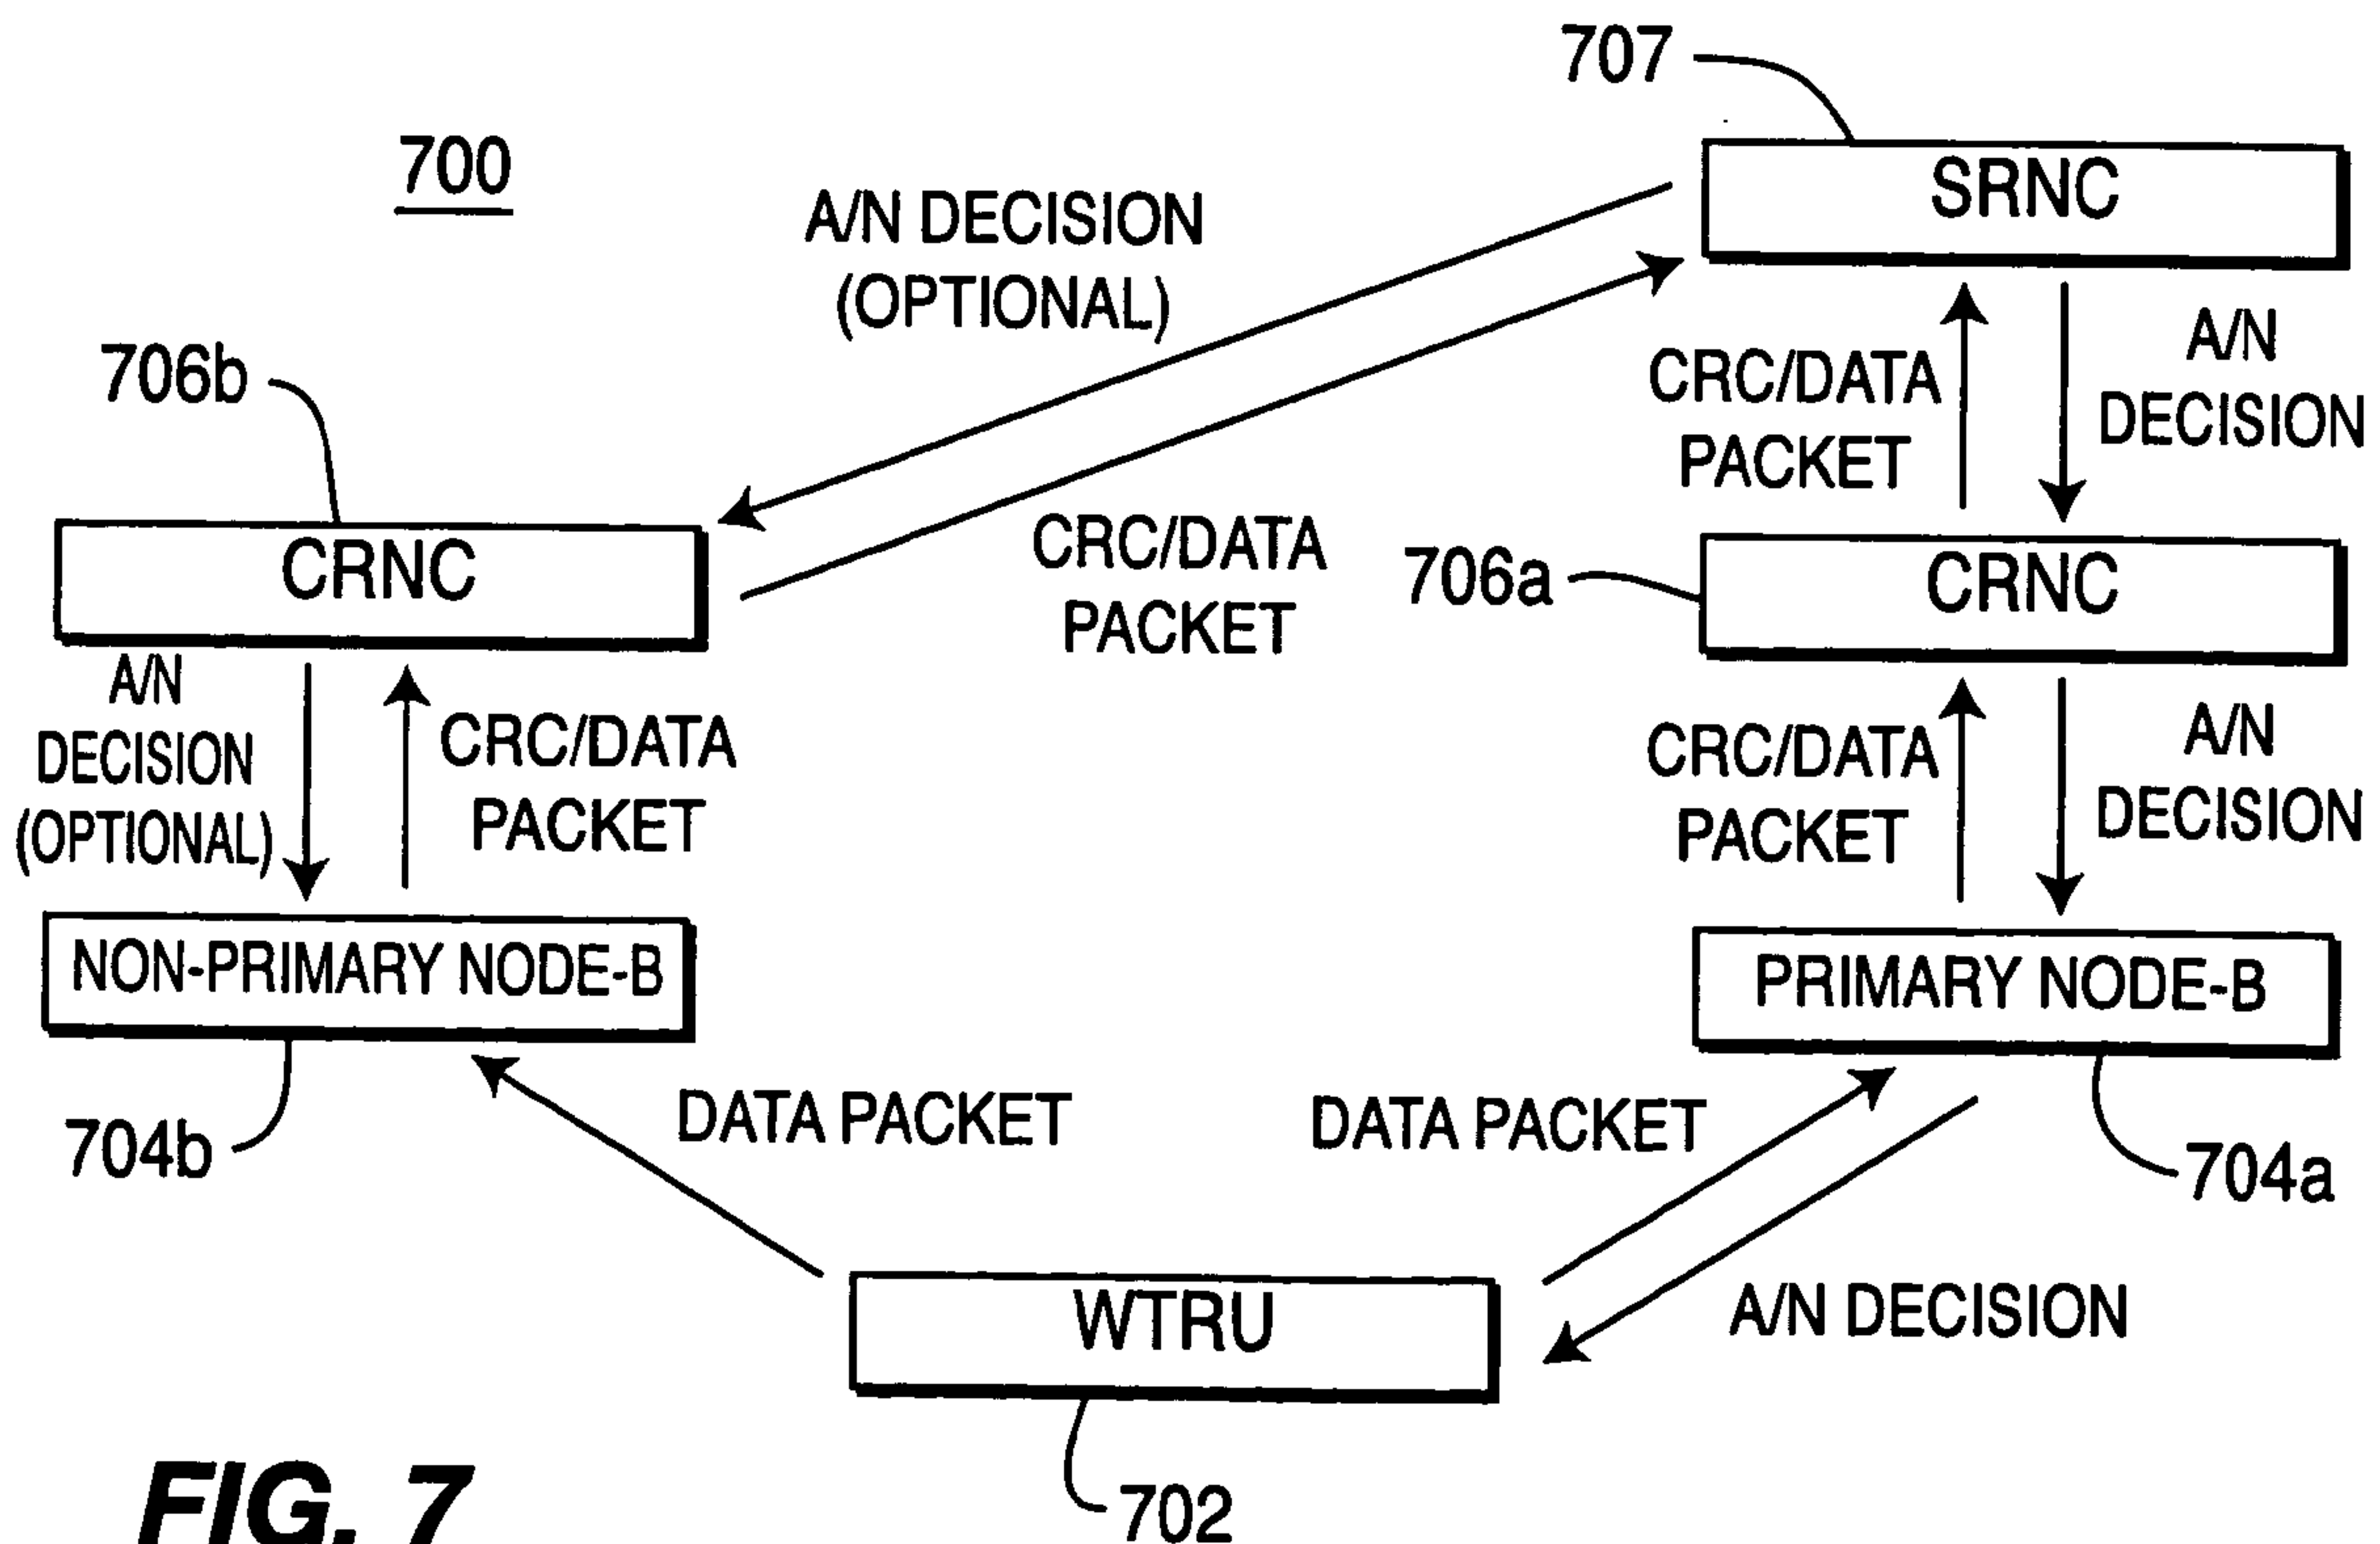 707
700
SRNC
A/N DECISION
(OPTIONAL)
A/N
DECISION
CRC/DATA
PACKET
706b
CRNC
CRC/DATA
PACKET
706a
CRNC
A/N
DECISION
(OPTIONAL)
CRC/DATA
PACKET
CRC/DATA
PACKET
A/N
DECISION
NON-PRIMARY NODE-B
PRIMARY NODE-B
704b
DATA PACKET
DATA PACKET
704a
WTRU
A/N DECISION
702
FIG. 7